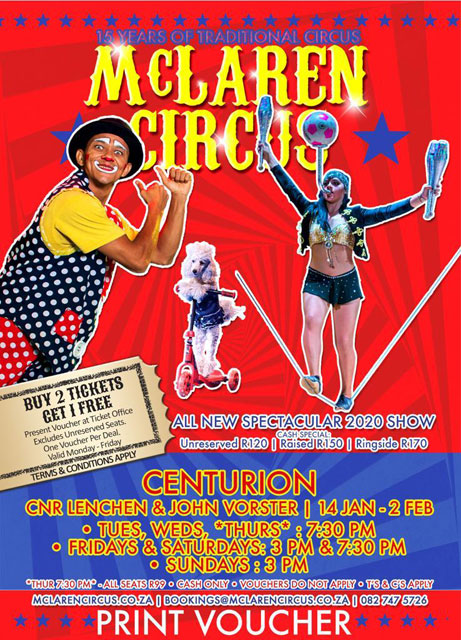 15 YEARS OF TRADITIONAL CIRCUS
McLAREN
CIRCUS
BUY 2 TICKETS
GET 1 FREE
Present Voucher at Ticket Office
Excludes Unreserved Seats.
One Voucher Per Deal.
Valid Monday - Friday
TERMS & CONDITIONS APPLY
ALL NEW SPECTACULAR 2020 SHOW
CASH SPECIAL:
Unreserved R120 | Raised R150 | Ringside R170
CENTURION
CNR LENCHEN & JOHN VORSTER | 14 JAN - 2 FEB
• TUES, WEDS, *THURS* : 7:30 PM
• FRIDAYS & SATURDAYS: 3 PM & 7:30 PM
• SUNDAYS : 3 PM
*THUR 7:30 PM* - ALL SEATS R99 • CASH ONLY • VOUCHERS DO NOT APPLY • T'S & C'S APPLY
MCLARENCIRCUS.CO.ZA | BOOKINGS@MCLARENCIRCUS.CO.ZA | 082 747 5726
PRINT VOUCHER